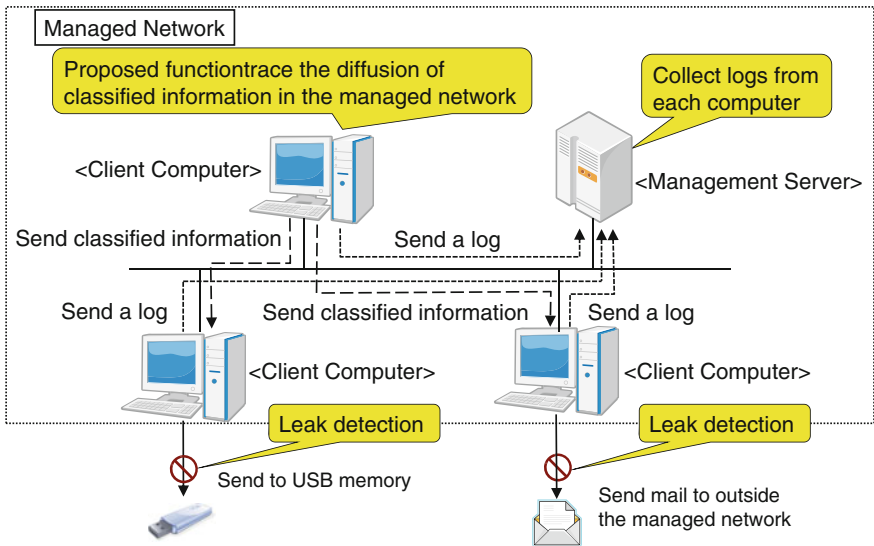 Managed Network
Proposed functiontrace the diffusion of
classified information in the managed network
Collect logs from
each computer
<Client Computer>
<Management Server>
Send classified information
Send a log
Send a log
Send classified information
Send a log
<Client Computer>
<Client Computer>
Leak detection
Leak detection
Send to USB memory
Send mail to outside
the managed network